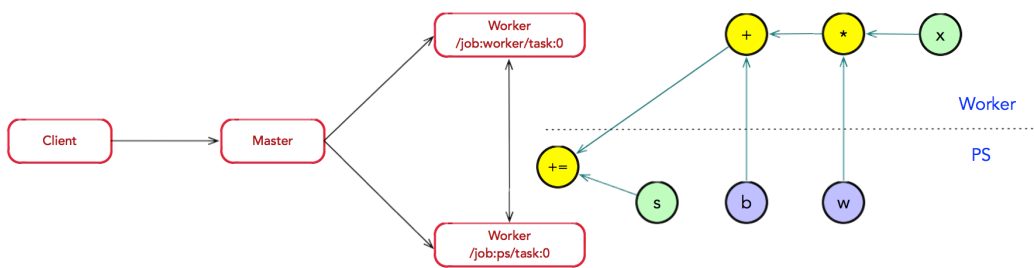 Worker
/job:worker/task:0
+
*
x
Client
Master
Worker
PS
+=
s
b
w
Worker
/job:ps/task:0